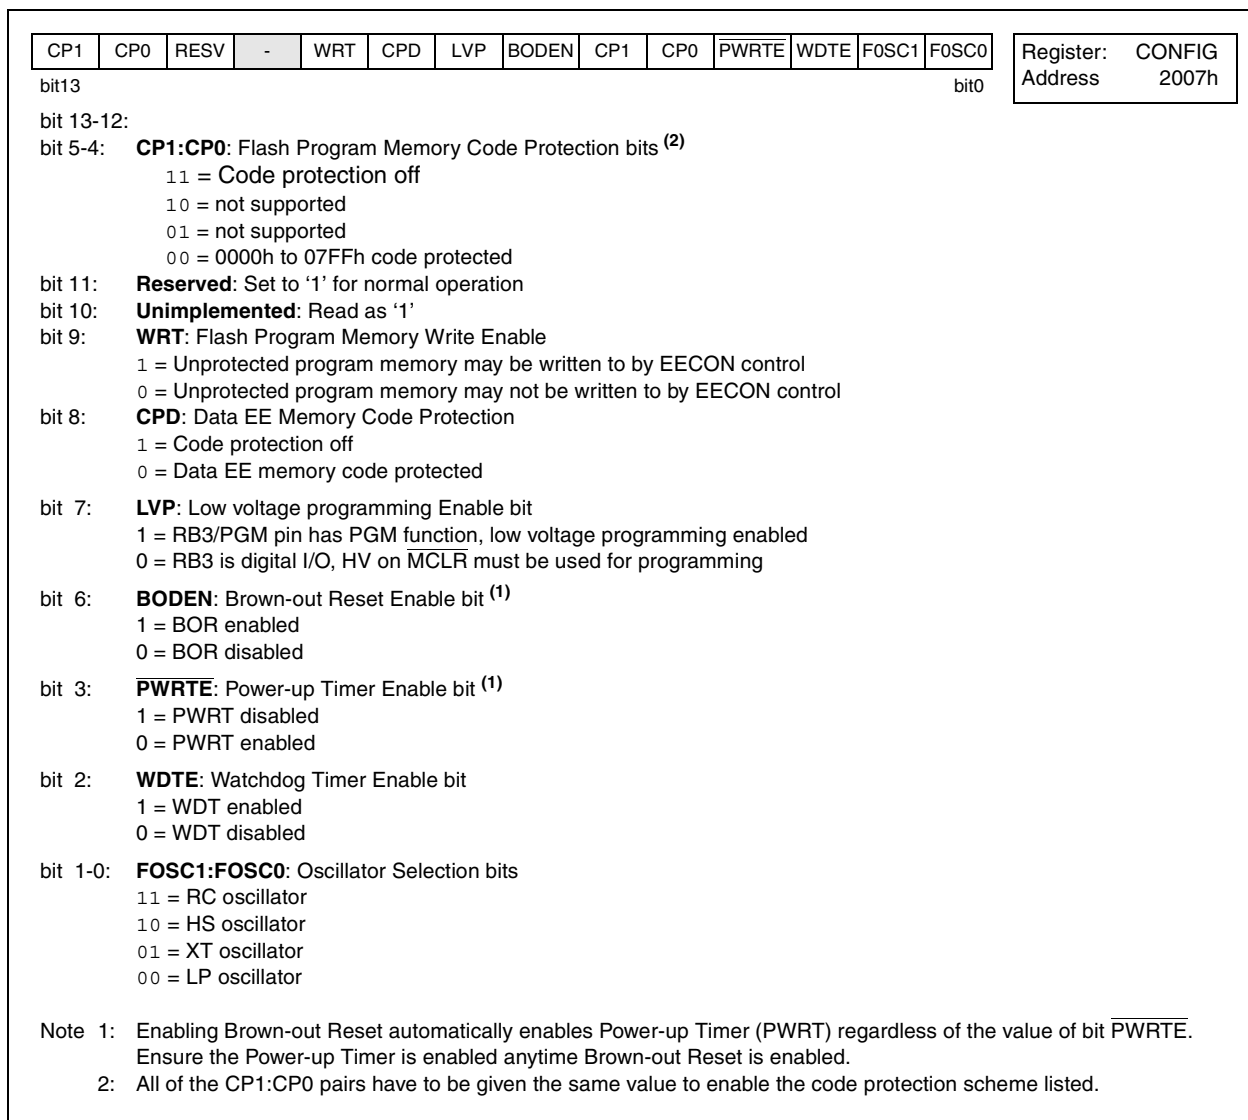 CP1 CP0 RESV - WRT CPD LVP BODEN CP1 CP0 PWRTE WDTE F0SC1 F0SC0
Register: CONFIG
Address 2007h
bit13 bit0
bit 13-12:
bit 5-4: CP1:CP0: Flash Program Memory Code Protection bits (2)
11 = Code protection off
10 = not supported
01 = not supported
00 = 0000h to 07FFh code protected
bit 11: Reserved: Set to ‘1’ for normal operation
bit 10: Unimplemented: Read as ‘1’
bit 9: WRT: Flash Program Memory Write Enable
1 = Unprotected program memory may be written to by EECON control
0 = Unprotected program memory may not be written to by EECON control
bit 8: CPD: Data EE Memory Code Protection
1 = Code protection off
0 = Data EE memory code protected
bit 7: LVP: Low voltage programming Enable bit
1 = RB3/PGM pin has PGM function, low voltage programming enabled
0 = RB3 is digital I/O, HV on MCLR must be used for programming
bit 6: BODEN: Brown-out Reset Enable bit (1)
1 = BOR enabled
0 = BOR disabled
bit 3: PWRTE: Power-up Timer Enable bit (1)
1 = PWRT disabled
0 = PWRT enabled
bit 2: WDTE: Watchdog Timer Enable bit
1 = WDT enabled
0 = WDT disabled
bit 1-0: FOSC1:FOSC0: Oscillator Selection bits
11 = RC oscillator
10 = HS oscillator
01 = XT oscillator
00 = LP oscillator
Note 1: Enabling Brown-out Reset automatically enables Power-up Timer (PWRT) regardless of the value of bit PWRTE.
Ensure the Power-up Timer is enabled anytime Brown-out Reset is enabled.
2: All of the CP1:CP0 pairs have to be given the same value to enable the code protection scheme listed.